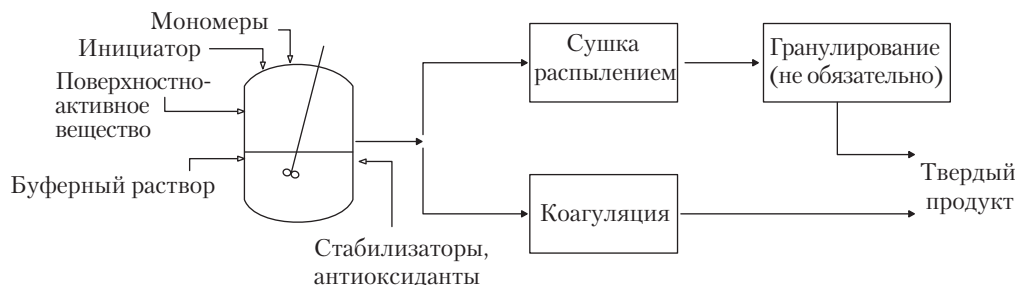 Мономеры
Инициатор
Поверхностно-
активное
вещество
Буферный раствор
Стабилизаторы,
антиоксиданты
Сушка
распылением
Гранулирование
(не обязательно)
Коагуляция
Твердый
продукт